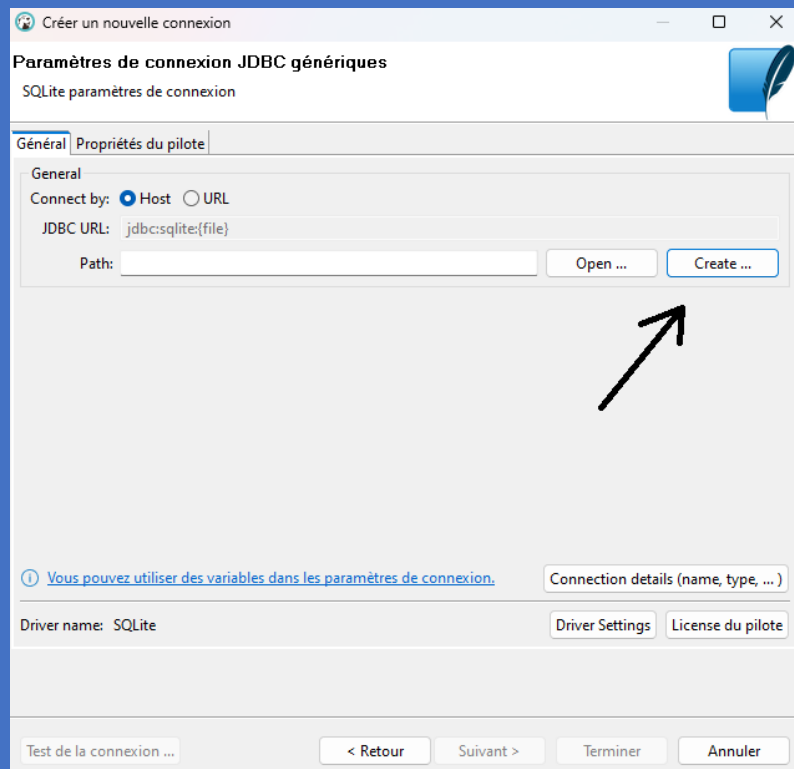 Créer un nouvelle connexion
Paramètres de connexion JDBC génériques
SQLite paramètres de connexion
Général Propriétés du pilote
General
Connect by: Host URL
JDBC URL: jdbc:sqlite:{file}
Path: Open ... Create ...
Vous pouvez utiliser des variables dans les paramètres de connexion. Connection details (name, type, ... )
Driver name: SQLite Driver Settings License du pilote
Test de la connexion ... < Retour Suivant > Terminer Annuler